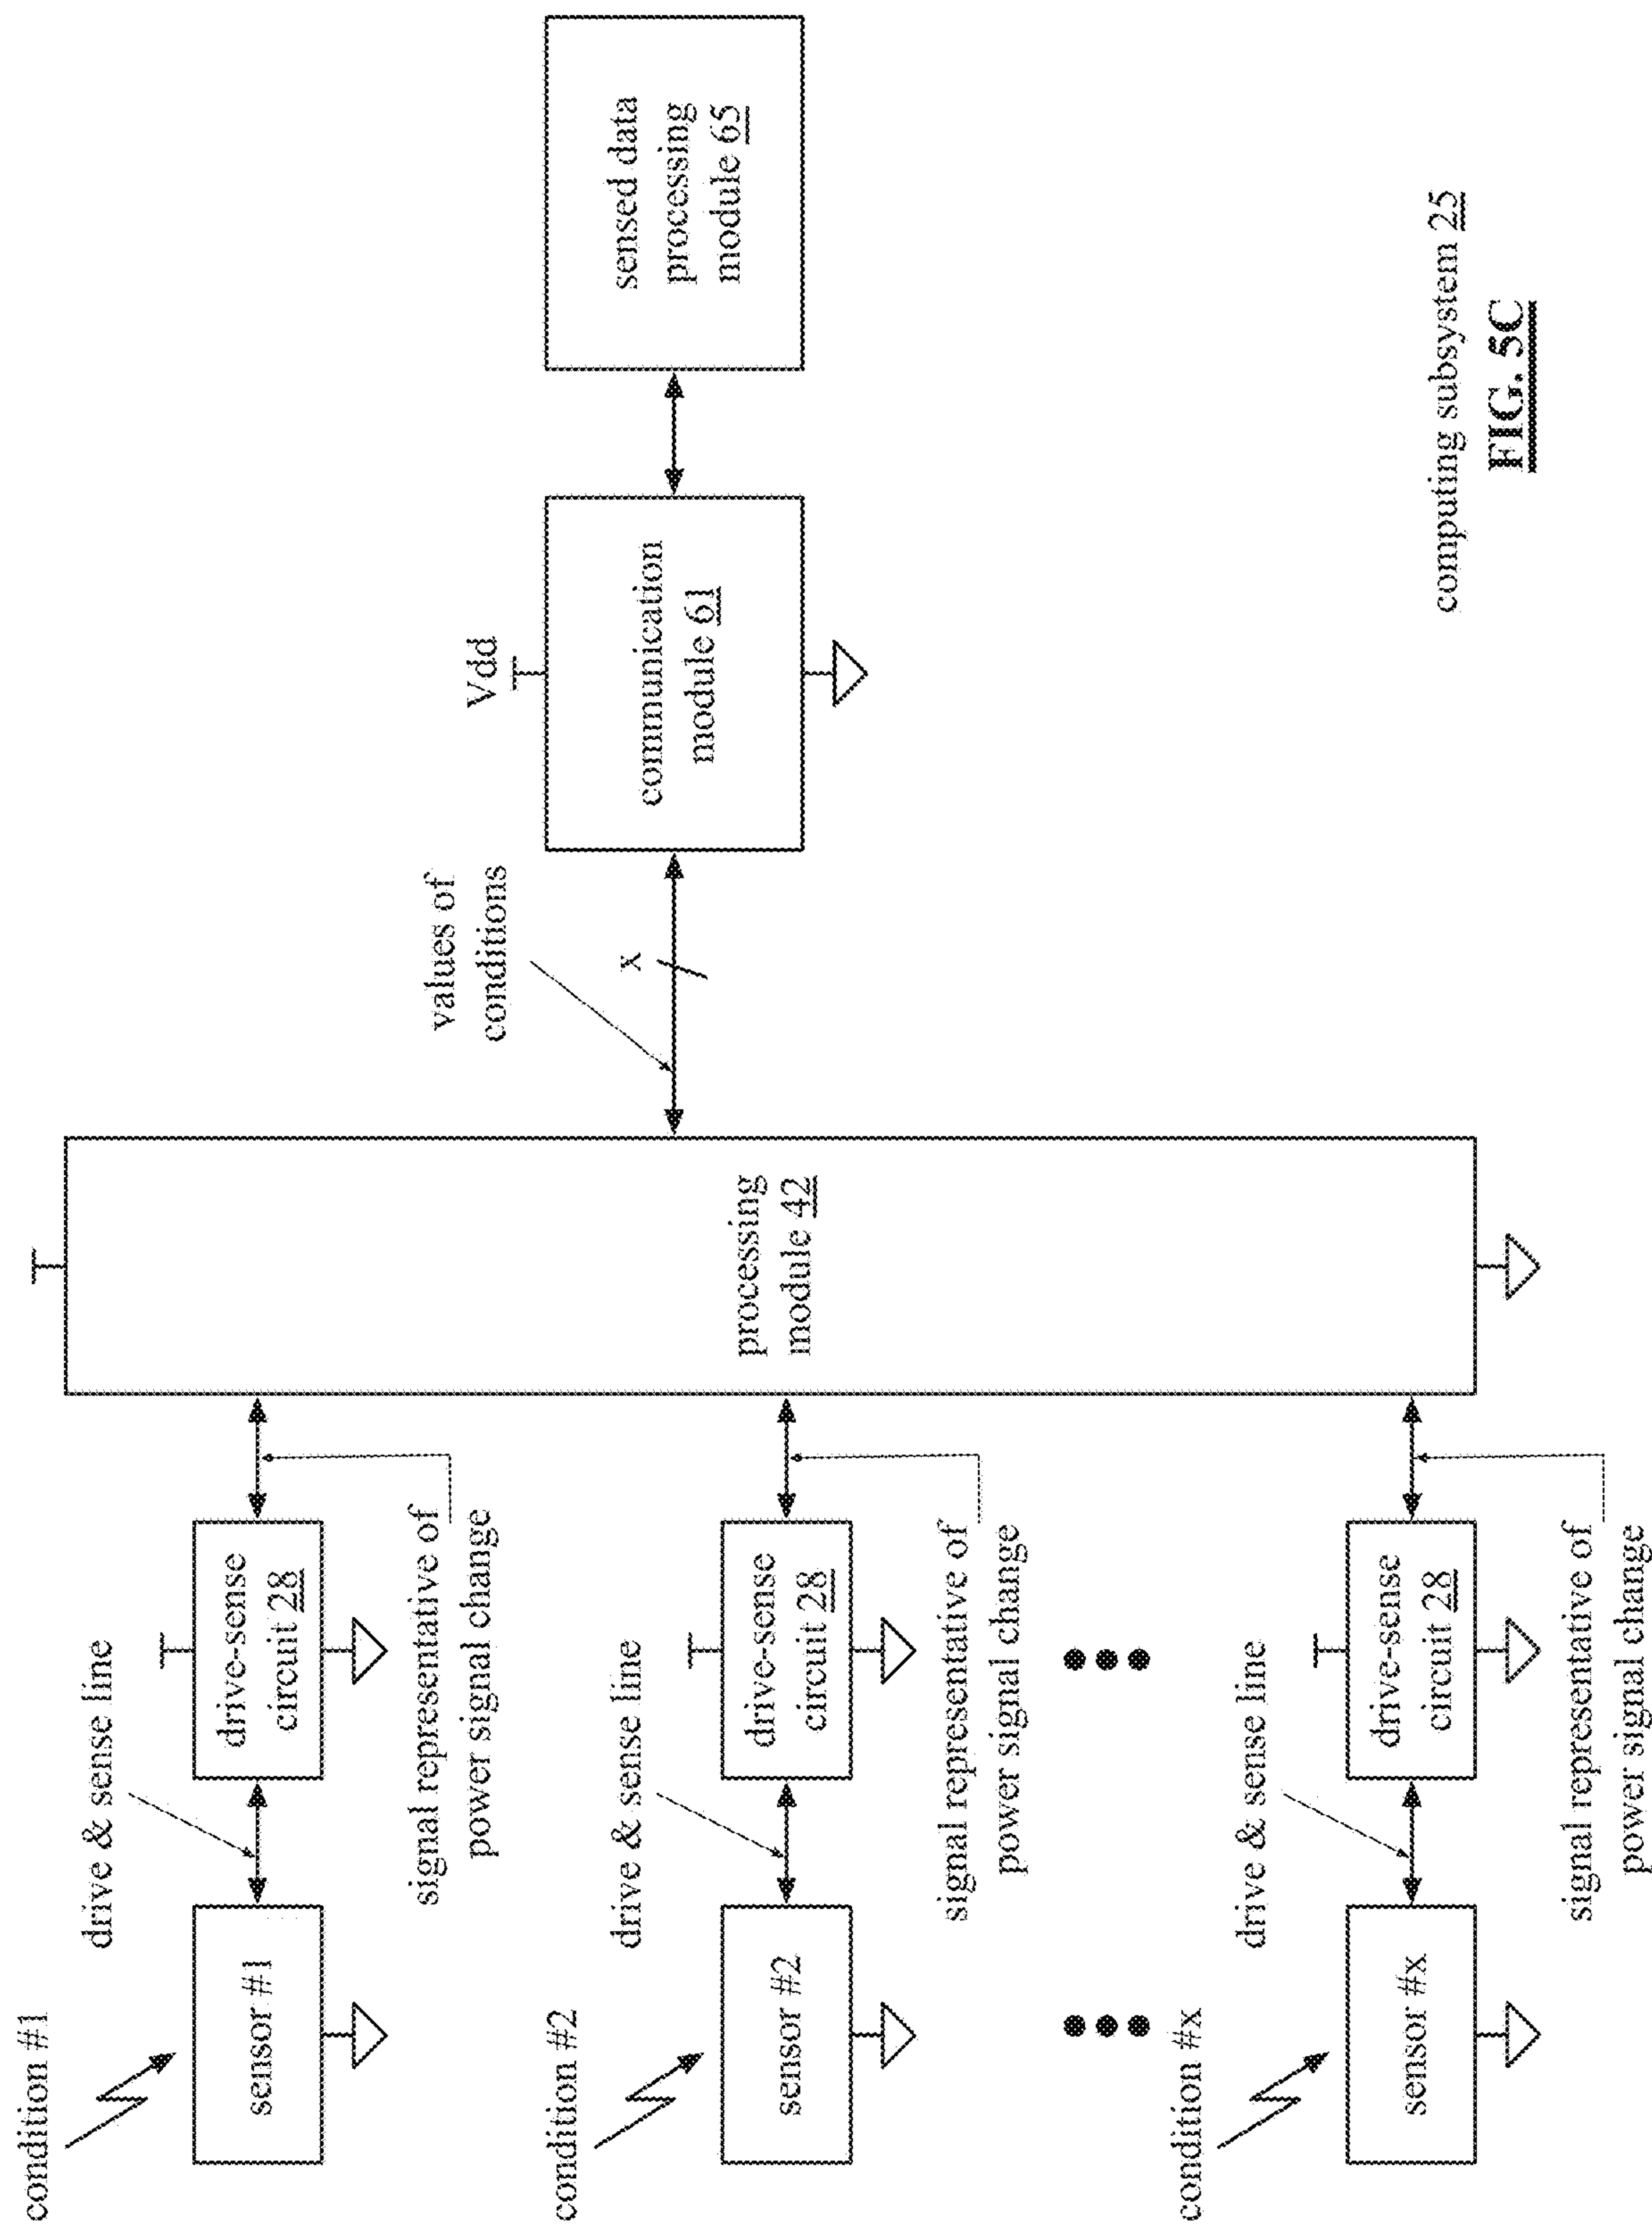 condition #1
drive & sense line
sensor #1
drive-sense
circuit 28
signal representative of
power signal change
condition #2
drive & sense line
sensor #2
drive-sense
circuit 28
signal representative of
power signal change
condition #x
drive & sense line
sensor #x
drive-sense
circuit 28
signal representative of
power signal change
processing
module 42
values of
conditions
x
Vdd
communication
module 61
sensed data
processing
module 65
computing subsystem 25
FIG. 5C